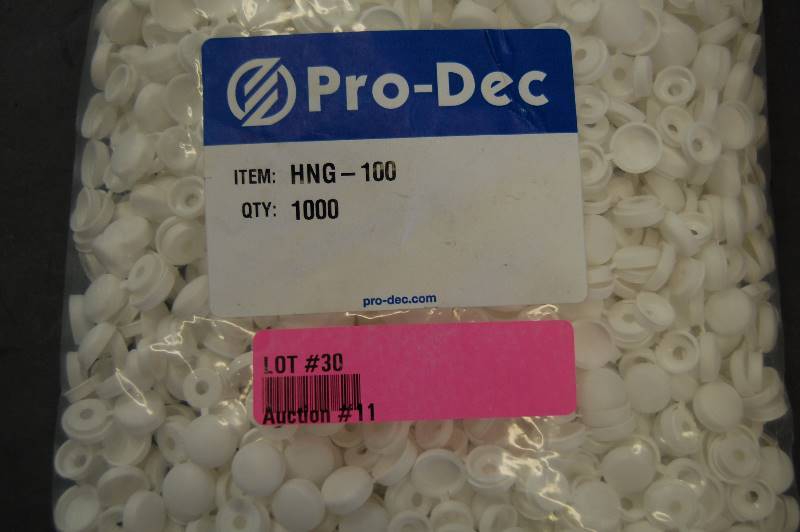 Pro-Dec
ITEM: HNG-100
QTY: 1000
pro-dec.com
LOT #30
Auction #11